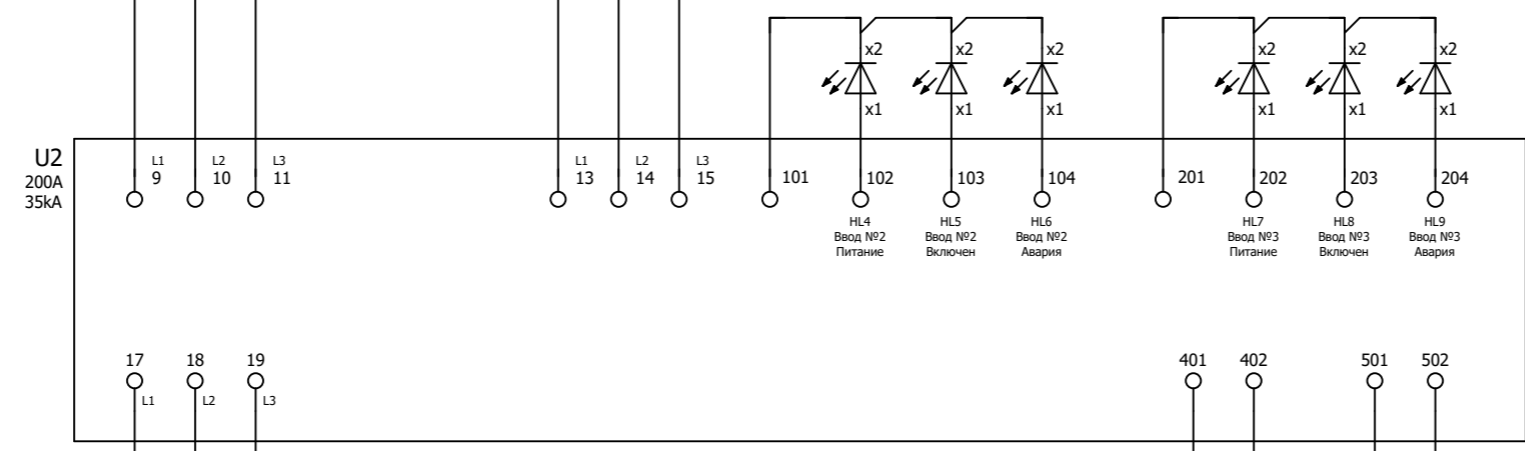 x2 x2 x2 x2 x2 x2
x1 x1 x1 x1 x1 x1
U2
200A
35kA
L1 L2 L3 L1 L2 L3
9 10 11 13 14 15 101 102 103 104 201 202 203 204
HL4 HL5 HL6 HL7 HL8 HL9
Ввод №2 Ввод №2 Ввод №2 Ввод №3 Ввод №3 Ввод №3
Питание Включен Авария Питание Включен Авария
17 18 19 401 402 501 502
L1 L2 L3